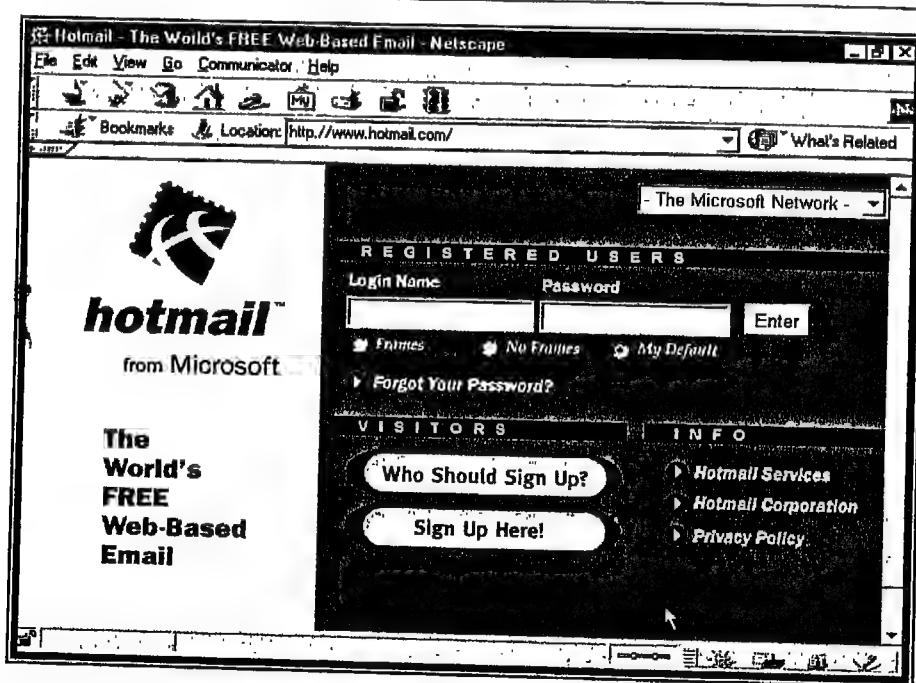 Hotmail - The World's FREE Web-Based Email - Netscape
File Edit View Go Communicator Help
My
Bookmarks Location: http://www.hotmail.com/ What's Related
- The Microsoft Network -
REGISTERED USERS
Login Name Password
Enter
Frames No Frames My Default
Forgot Your Password?
hotmail™
from Microsoft
The
World's
FREE
Web-Based
Email
VISITORS
Who Should Sign Up?
Sign Up Here!
INFO
Hotmail Services
Hotmail Corporation
Privacy Policy